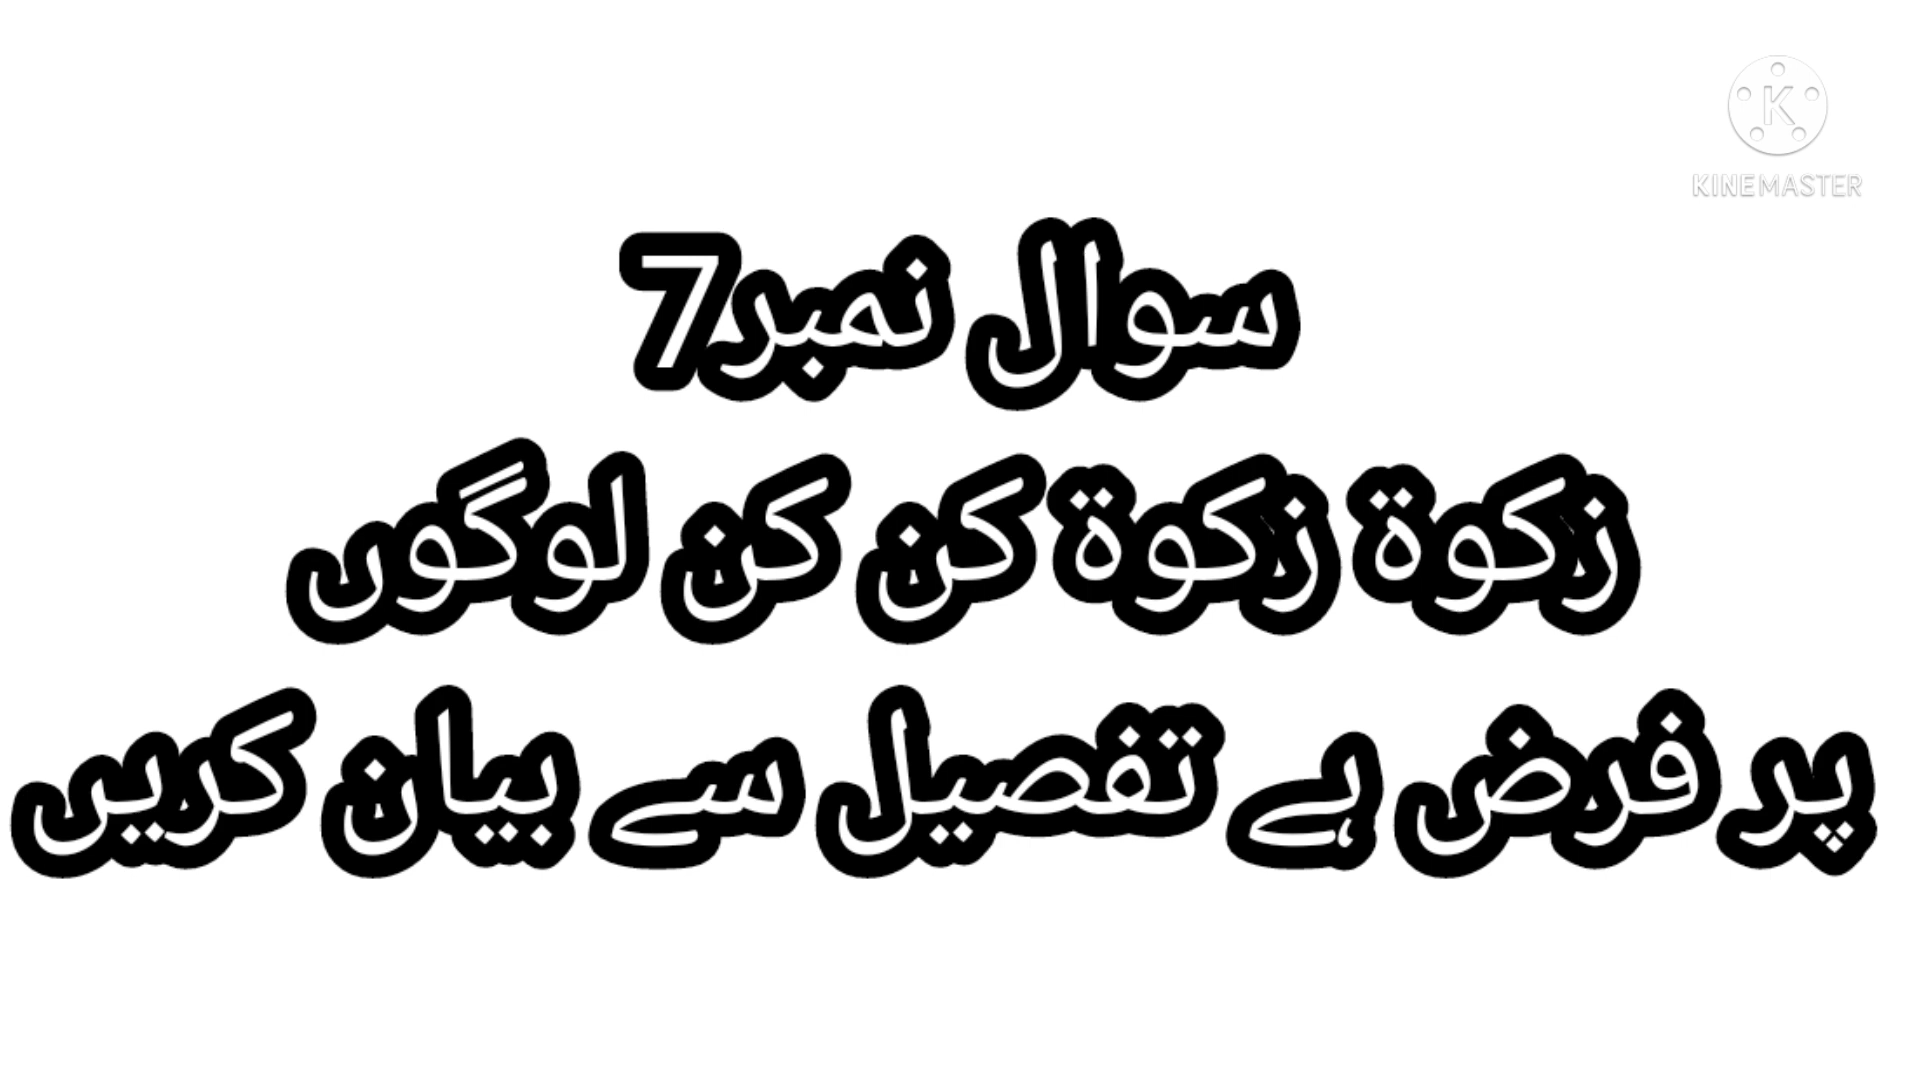 KINEMASTER
سوال نمبر7
زکوۃ زکوۃ کن کن لوگوں
پر فرض ہے تفصیل سے بیان کریں